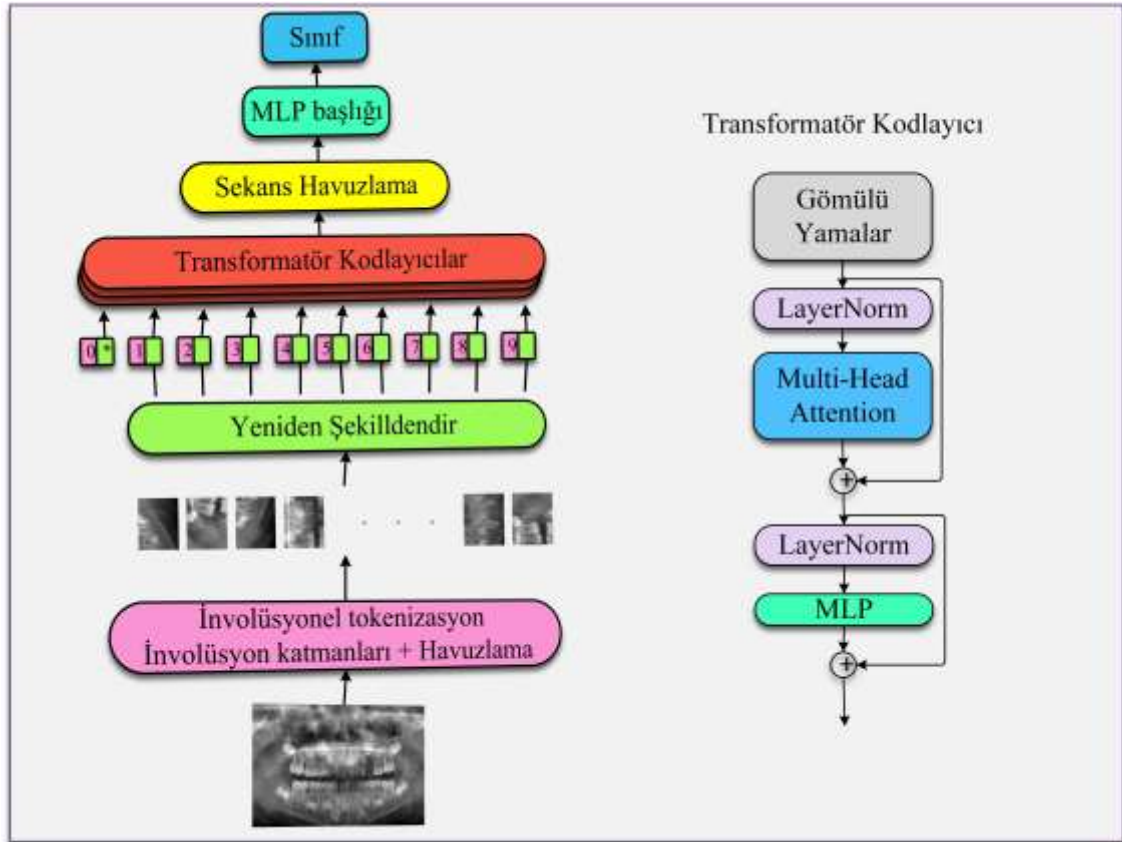 Sınıf
MLP başlığı
Sekans Havuzlama
Transformatör Kodlayıcılar
0 * 1 2 3 4 5 6 7 8 9
Yeniden Şekilldendir
İnvolüsyonel tokenizasyon
İnvolüsyon katmanları + Havuzlama
Transformatör Kodlayıcı
Gömülü
Yamalar
LayerNorm
Multi-Head
Attention
+
LayerNorm
MLP
+